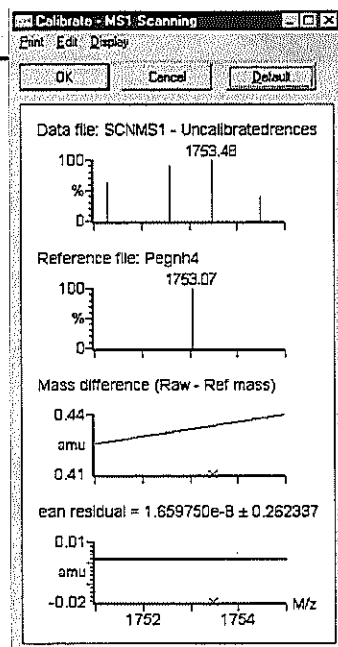 Calibrate - MS1 Scanning
Print Edit Display
OK Cancel Default
Data file: SCNMS1 - Uncalibratedrences
1753.48
100
%
0
Reference file: Pegnh4
1753.07
100
%
0
Mass difference (Raw - Ref mass)
0.44
amu
0.41
ean residual = 1.659750e-8 ± 0.262337
0.01
amu
-0.02
1752 1754 M/z